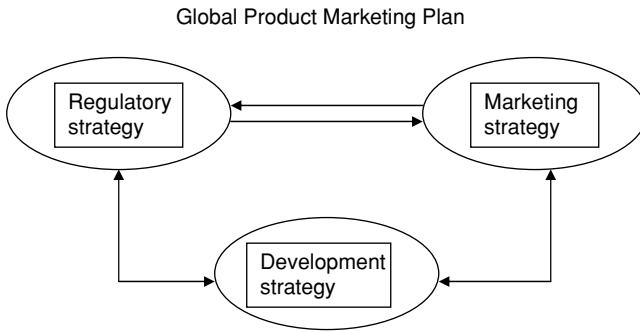 Global Product Marketing Plan
Regulatory
strategy
Marketing
strategy
Development
strategy